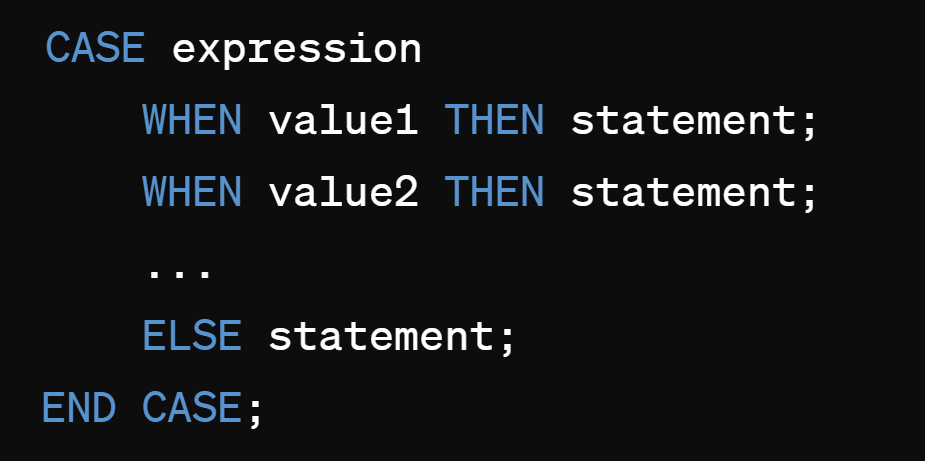 CASE expression
    WHEN value1 THEN statement;
    WHEN value2 THEN statement;
    ...
    ELSE statement;
END CASE;